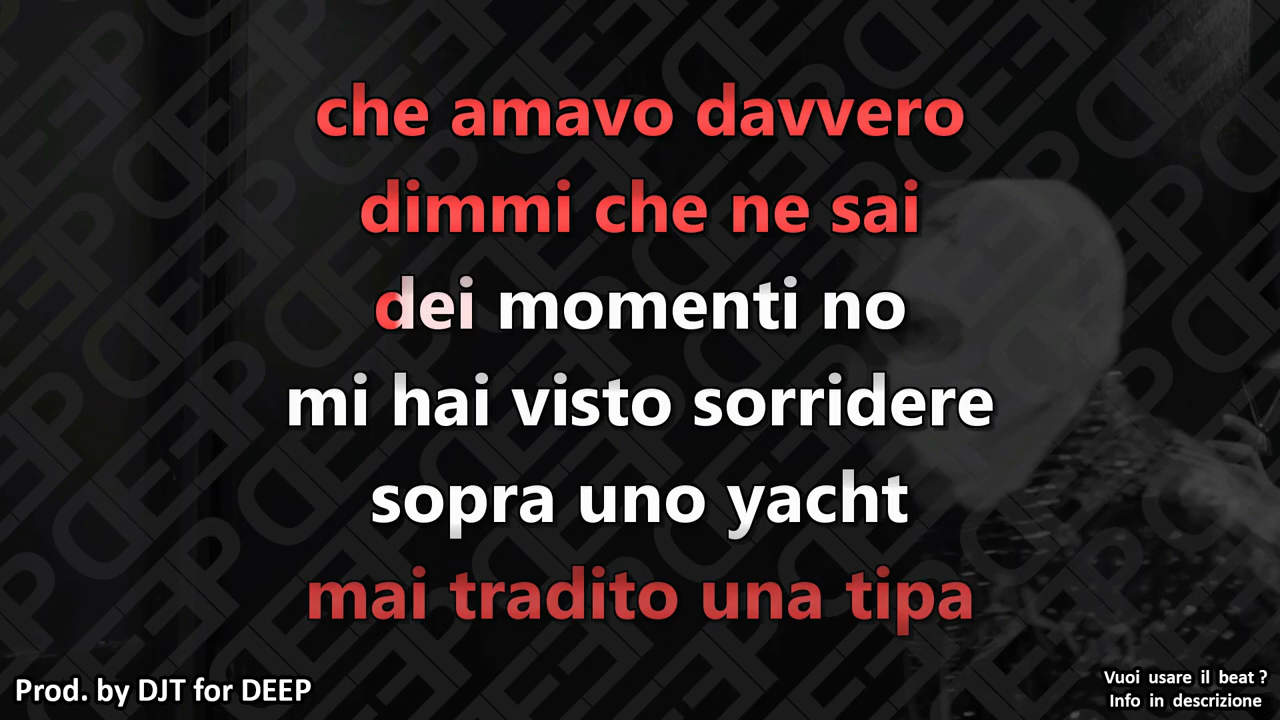 che amavo davvero
dimmi che ne sai
dei momenti no
mi hai visto sorridere
sopra uno yacht
mai tradito una tipa
Prod. by DJT for DEEP
Vuoi usare il beat ?
Info in descrizione